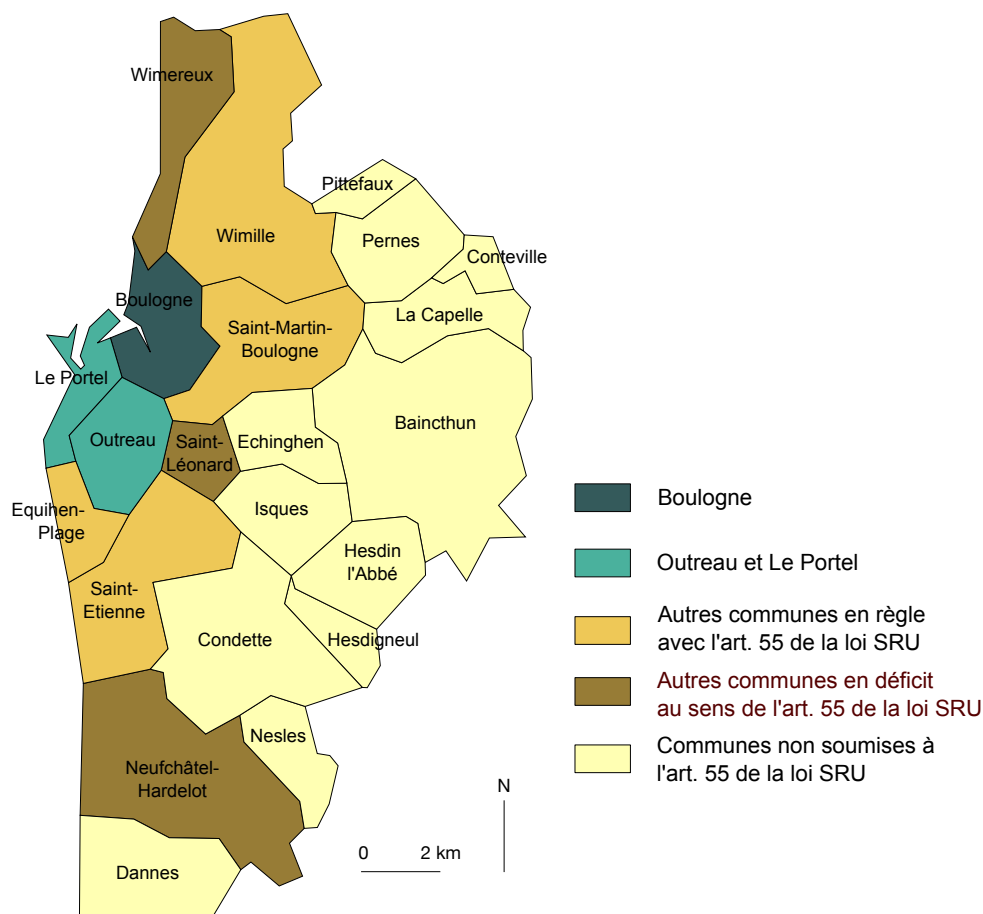 Wimereux
Pittefaux
Wimille
Pernes
Conteville
Boulogne
La Capelle
Saint-Martin-
Boulogne
Le Portel
Baincthun
Outreau
Saint-
Léonard
Echinghen
Equihen-
Plage
Isques
Hesdin
l'Abbé
Saint-
Etienne
Condette
Hesdigneul
Nesles
Neufchâtel-
Hardelot
Dannes
N
0 2 km
Boulogne
Outreau et Le Portel
Autres communes en règle
avec l'art. 55 de la loi SRU
Autres communes en déficit
au sens de l'art. 55 de la loi SRU
Communes non soumises à
l'art. 55 de la loi SRU